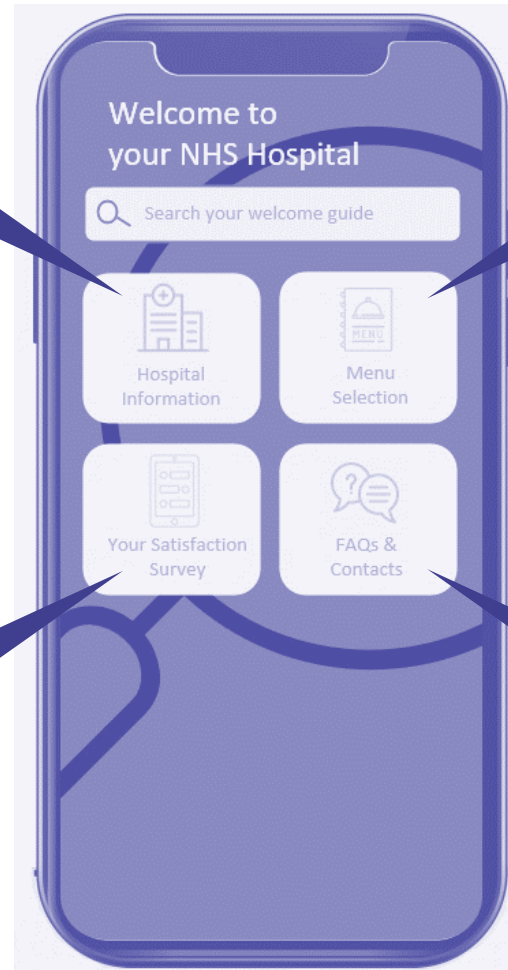 Welcome to
your NHS Hospital
Search your welcome guide
Hospital
Information
MENU
Menu
Selection
Your Satisfaction
Survey
?
FAQs &
Contacts